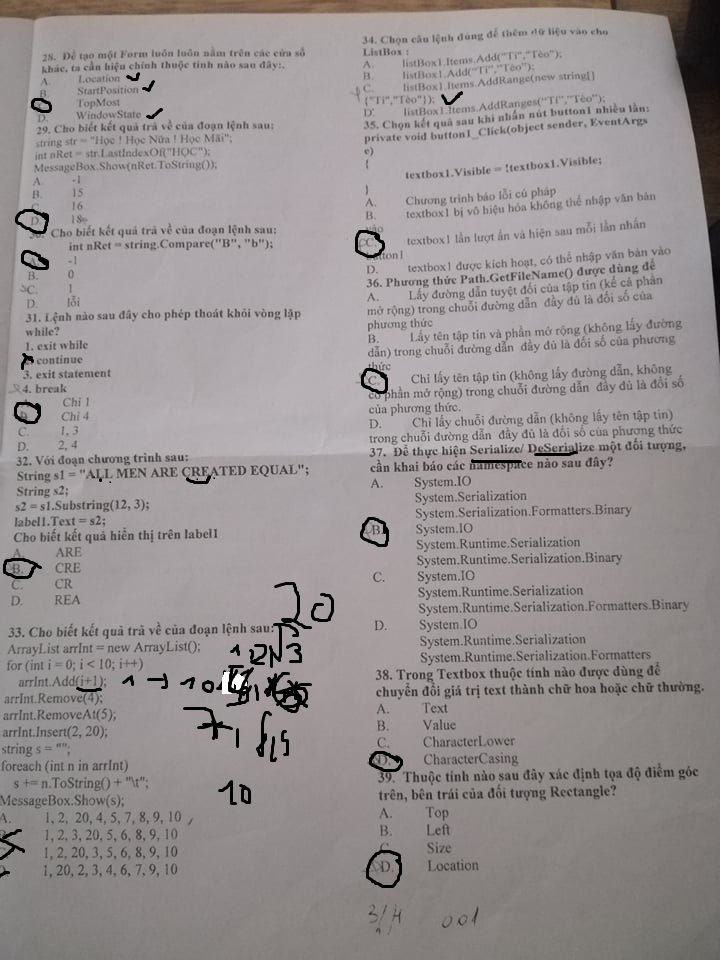 28. Để tạo một Form luôn luôn nằm trên các cửa sổ
khác, ta cần hiệu chỉnh thuộc tính nào sau đây:.
A. Location
B. StartPosition
TopMost
D. WindowState
29. Cho biết kết quả trả về của đoạn lệnh sau:
string str = "Học ! Học Nữa ! Học Mãi";
int nRet = str.LastIndexOf("HỌC");
MessageBox.Show(nRet.ToString());
A. -1
B. 15
C. 16
D. 18
Cho biết kết quả trả về của đoạn lệnh sau:
int nRet = string.Compare("B", "b");
A. -1
B. 0
C. 1
D. lỗi
31. Lệnh nào sau đây cho phép thoát khỏi vòng lặp
while?
1. exit while
continue
3. exit statement
4. break
Chỉ 1
B. Chỉ 4
C. 1, 3
D. 2, 4
32. Với đoạn chương trình sau:
String s1 = "ALL MEN ARE CREATED EQUAL";
String s2;
s2 = s1.Substring(12, 3);
label1.Text = s2;
Cho biết kết quả hiển thị trên label1
A. ARE
B. CRE
C. CR
D. REA
33. Cho biết kết quả trả về của đoạn lệnh sau:
ArrayList arrInt = new ArrayList();
for (int i = 0; i < 10; i++)
arrInt.Add(i+1);
arrInt.Remove(4);
arrInt.RemoveAt(5);
arrInt.Insert(2, 20);
string s = "";
foreach (int n in arrInt)
s += n.ToString() + "\t";
MessageBox.Show(s);
A. 1, 2, 20, 4, 5, 7, 8, 9, 10
1, 2, 3, 20, 5, 6, 8, 9, 10
1, 2, 20, 3, 5, 6, 8, 9, 10
1, 20, 2, 3, 4, 6, 7, 9, 10
20
10
34. Chọn câu lệnh đúng để thêm dữ liệu vào cho
ListBox :
A. listBox1.Items.Add("Tí","Tèo");
B. listBox1.Add("Tí","Tèo");
C. listBox1.Items.AddRange(new string[]
{"Tí","Tèo"});
D. listBox1.Items.AddRanges("Tí","Tèo");
35. Chọn kết quả sau khi nhấn nút button1 nhiều lần:
private void button1_Click(object sender, EventArgs
e)
{
textbox1.Visible = !textbox1.Visible;
}
A. Chương trình báo lỗi cú pháp
B. textbox1 bị vô hiệu hóa không thể nhập văn bản
vào
C. textbox1 lần lượt ẩn và hiện sau mỗi lần nhấn
button1
D. textbox1 được kích hoạt, có thể nhập văn bản vào
36. Phương thức Path.GetFileName() được dùng để
A. Lấy đường dẫn tuyệt đối của tập tin (kể cả phần
mở rộng) trong chuỗi đường dẫn đầy đủ là đối số của
phương thức
B. Lấy tên tập tin và phần mở rộng (không lấy đường
dẫn) trong chuỗi đường dẫn đầy đủ là đối số của phương
thức
C. Chỉ lấy tên tập tin (không lấy đường dẫn, không
có phần mở rộng) trong chuỗi đường dẫn đầy đủ là đối số
của phương thức.
D. Chỉ lấy chuỗi đường dẫn (không lấy tên tập tin)
trong chuỗi đường dẫn đầy đủ là đối số của phương thức
37. Để thực hiện Serialize/ DeSerialize một đối tượng,
cần khai báo các namespace nào sau đây?
A. System.IO
System.Serialization
System.Serialization.Formatters.Binary
B. System.IO
System.Runtime.Serialization
System.Runtime.Serialization.Binary
C. System.IO
System.Runtime.Serialization
System.Runtime.Serialization.Formatters.Binary
D. System.IO
System.Runtime.Serialization
System.Runtime.Serialization.Formatters
38. Trong Textbox thuộc tính nào được dùng để
chuyển đổi giá trị text thành chữ hoa hoặc chữ thường.
A. Text
B. Value
C. CharacterLower
D. CharacterCasing
39. Thuộc tính nào sau đây xác định tọa độ điểm góc
trên, bên trái của đối tượng Rectangle?
A. Top
B. Left
C. Size
D. Location
3/4 001